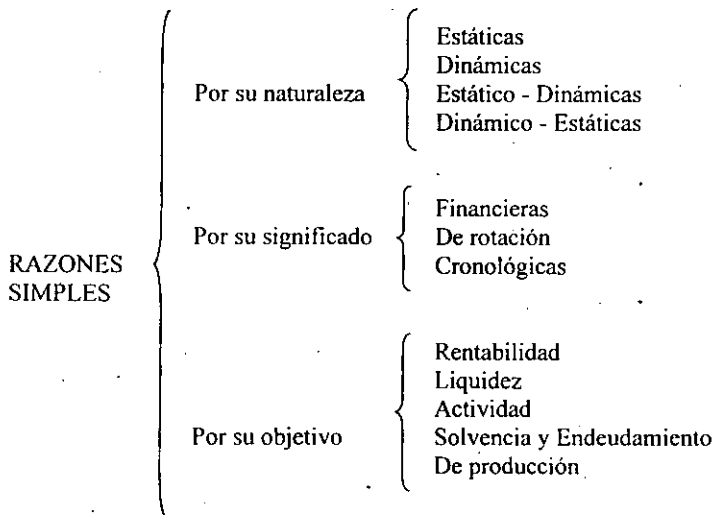 RAZONES
SIMPLES
Por su naturaleza
Estáticas
Dinámicas
Estático - Dinámicas
Dinámico - Estáticas
Por su significado
Financieras
De rotación
Cronológicas
Por su objetivo
Rentabilidad
Liquidez
Actividad
Solvencia y Endeudamiento
De producción